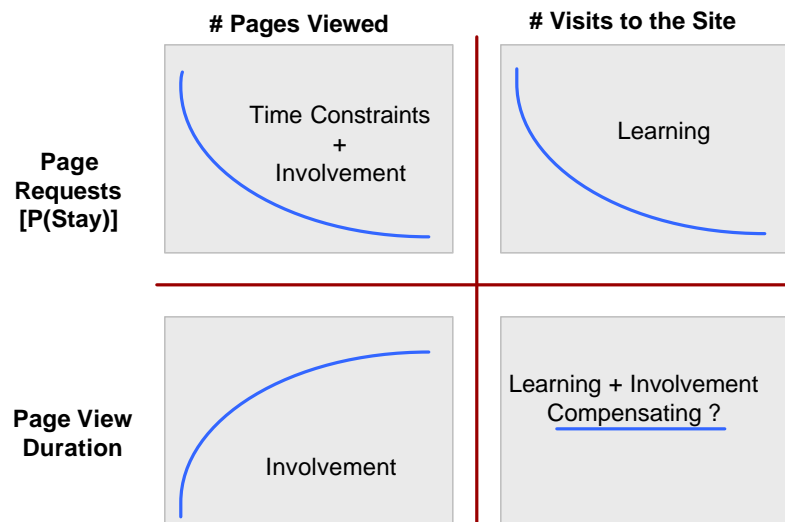 # Pages Viewed
# Visits to the Site
Page
Requests
[P(Stay)]
Time Constraints
+
Involvement
Learning
Page View
Duration
Involvement
Learning + Involvement
Compensating ?